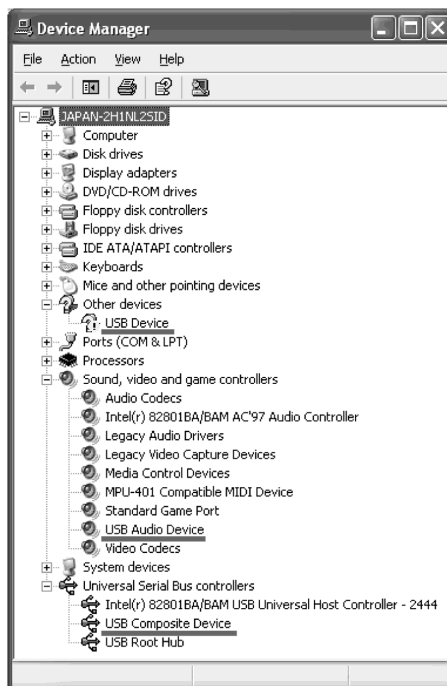 Device Manager
File Action View Help
JAPAN-2H1NL2SID
Computer
Disk drives
Display adapters
DVD/CD-ROM drives
Floppy disk controllers
Floppy disk drives
IDE ATA/ATAPI controllers
Keyboards
Mice and other pointing devices
Other devices
USB Device
Ports (COM & LPT)
Processors
Sound, video and game controllers
Audio Codecs
Intel(r) 82801BA/BAM AC'97 Audio Controller
Legacy Audio Drivers
Legacy Video Capture Devices
Media Control Devices
MPU-401 Compatible MIDI Device
Standard Game Port
USB Audio Device
Video Codecs
System devices
Universal Serial Bus controllers
Intel(r) 82801BA/BAM USB Universal Host Controller - 2444
USB Composite Device
USB Root Hub